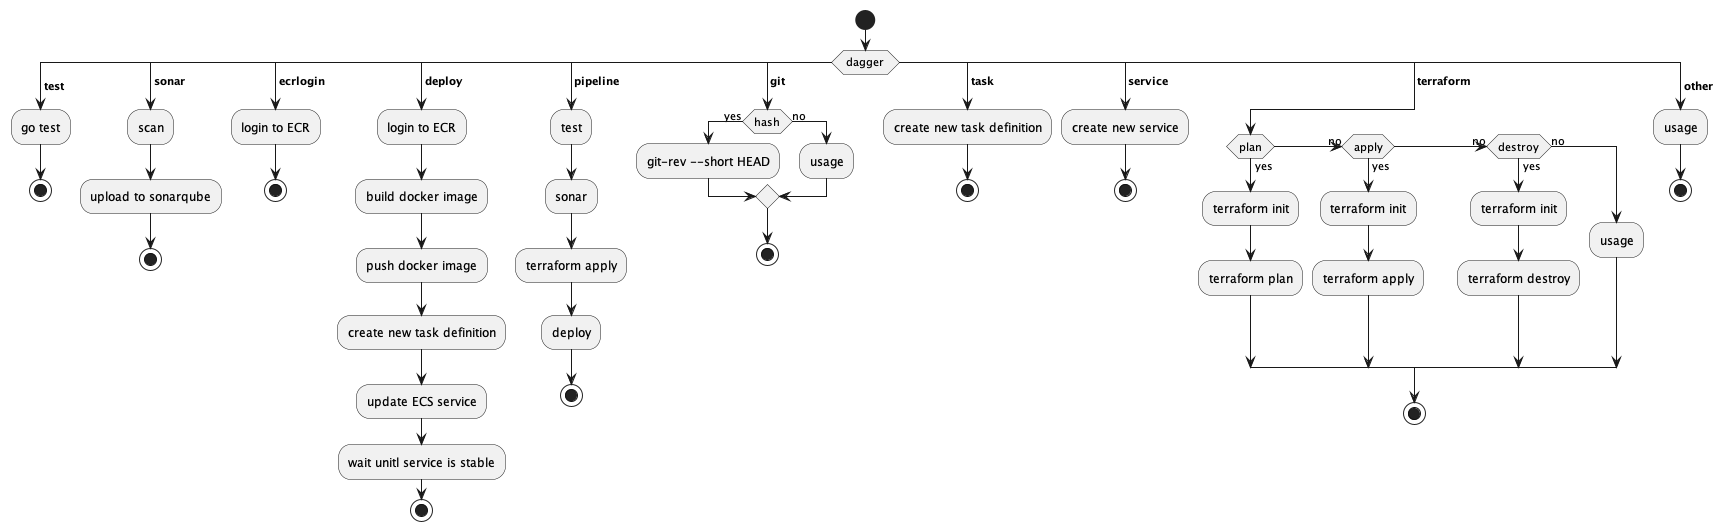 dagger
test
go test
sonar
scan
upload to sonarqube
ecrlogin
login to ECR
deploy
login to ECR
build docker image
push docker image
create new task definition
update ECS service
wait unitl service is stable
pipeline
test
sonar
terraform apply
deploy
git
yes hash no
git-rev --short HEAD
usage
task
create new task definition
service
create new service
terraform
plan no apply no destroy no
yes yes yes
terraform init
terraform plan
terraform init
terraform apply
terraform init
terraform destroy
usage
other
usage